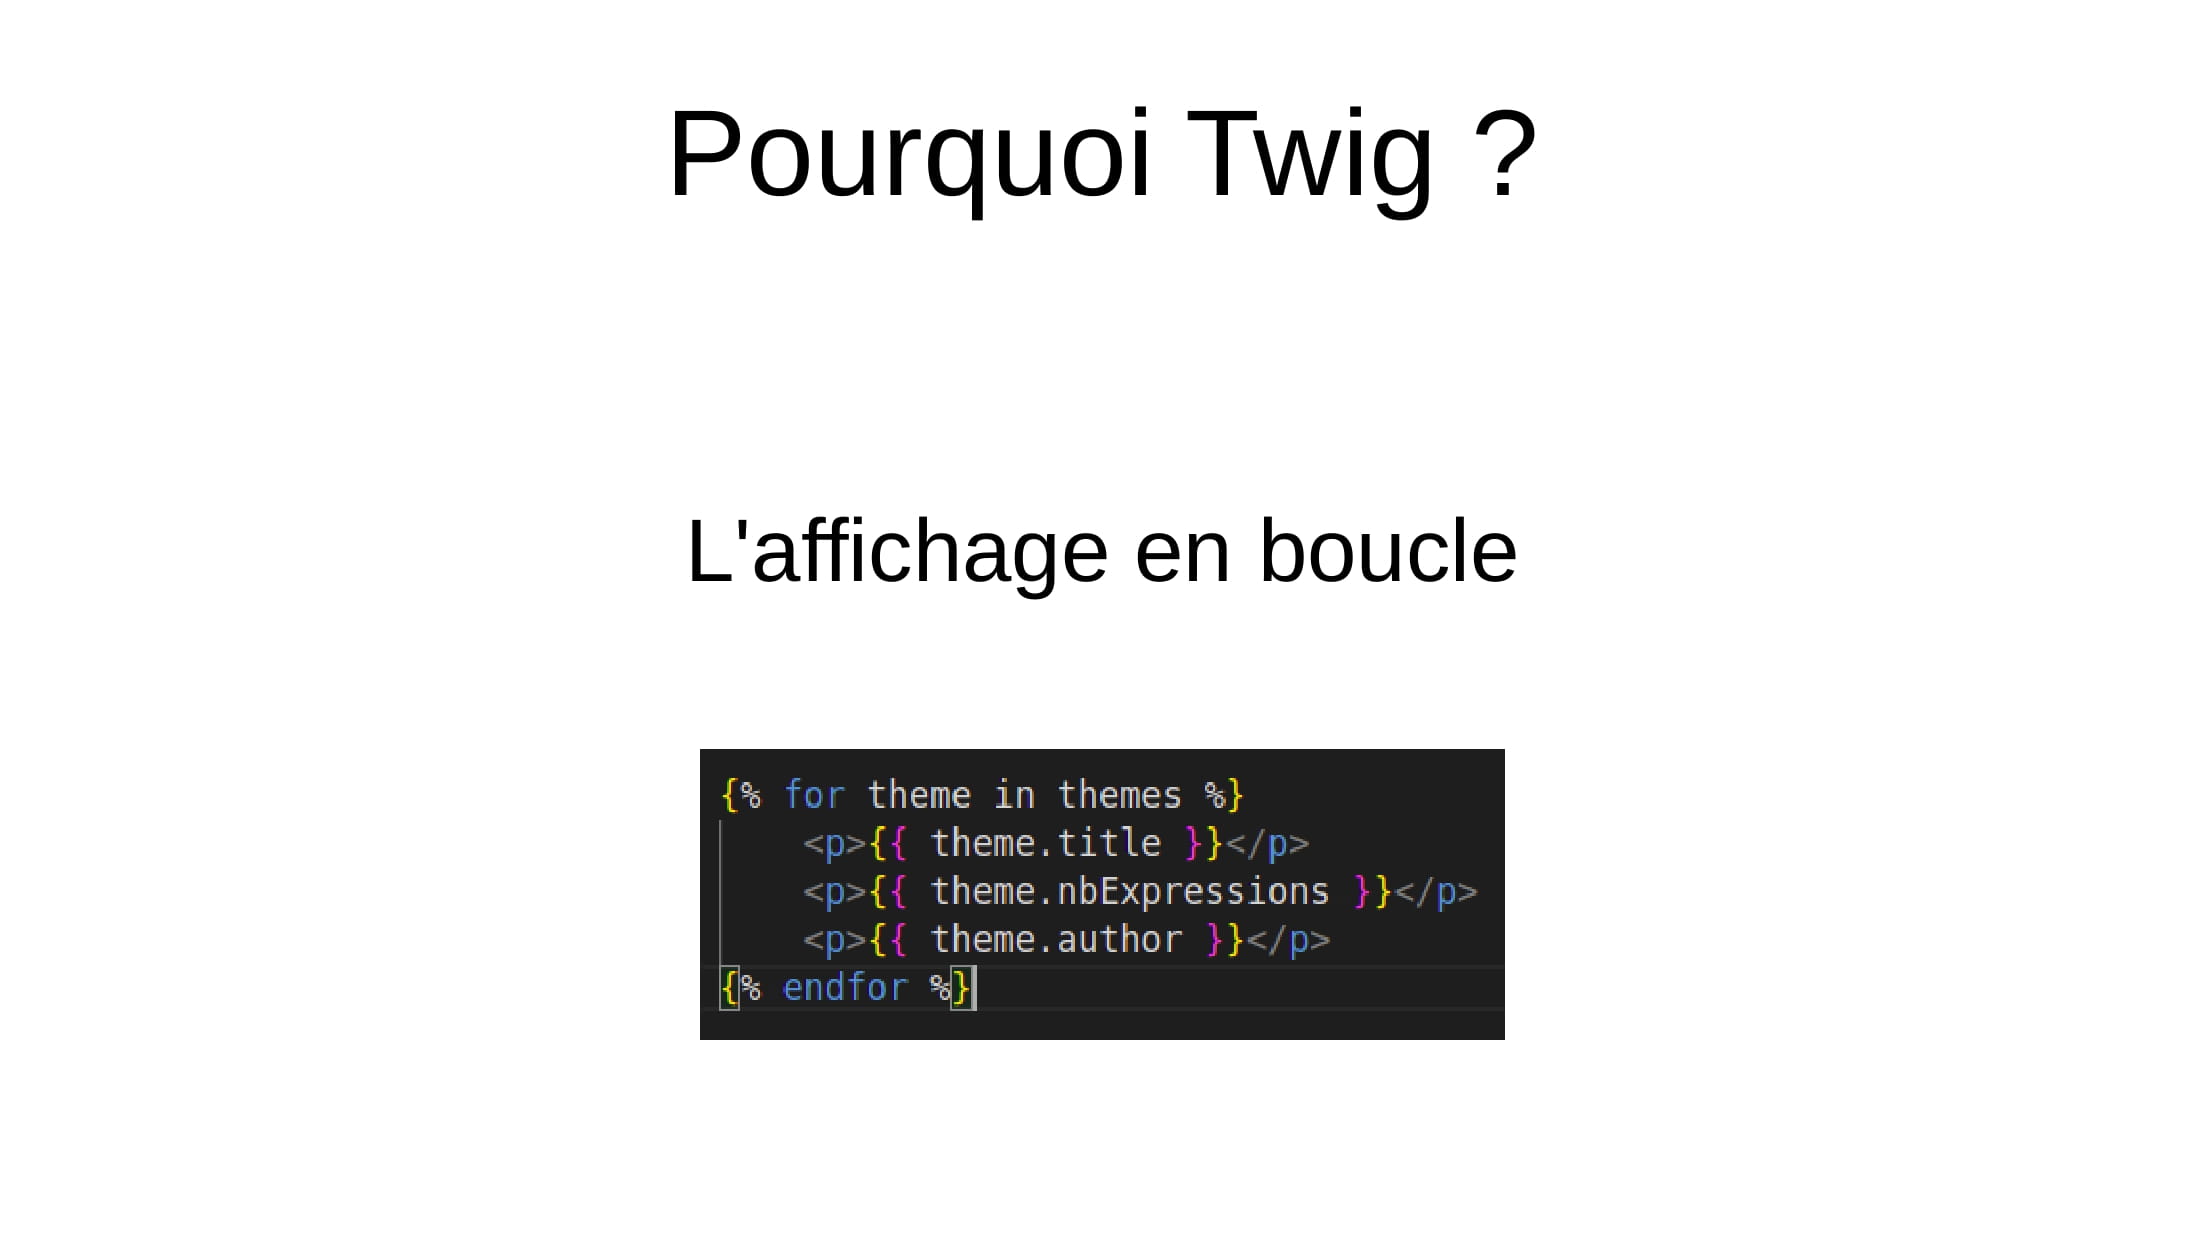 Pourquoi Twig ?
L'affichage en boucle
{% for theme in themes %}
    <p>{{ theme.title }}</p>
    <p>{{ theme.nbExpressions }}</p>
    <p>{{ theme.author }}</p>
{% endfor %}